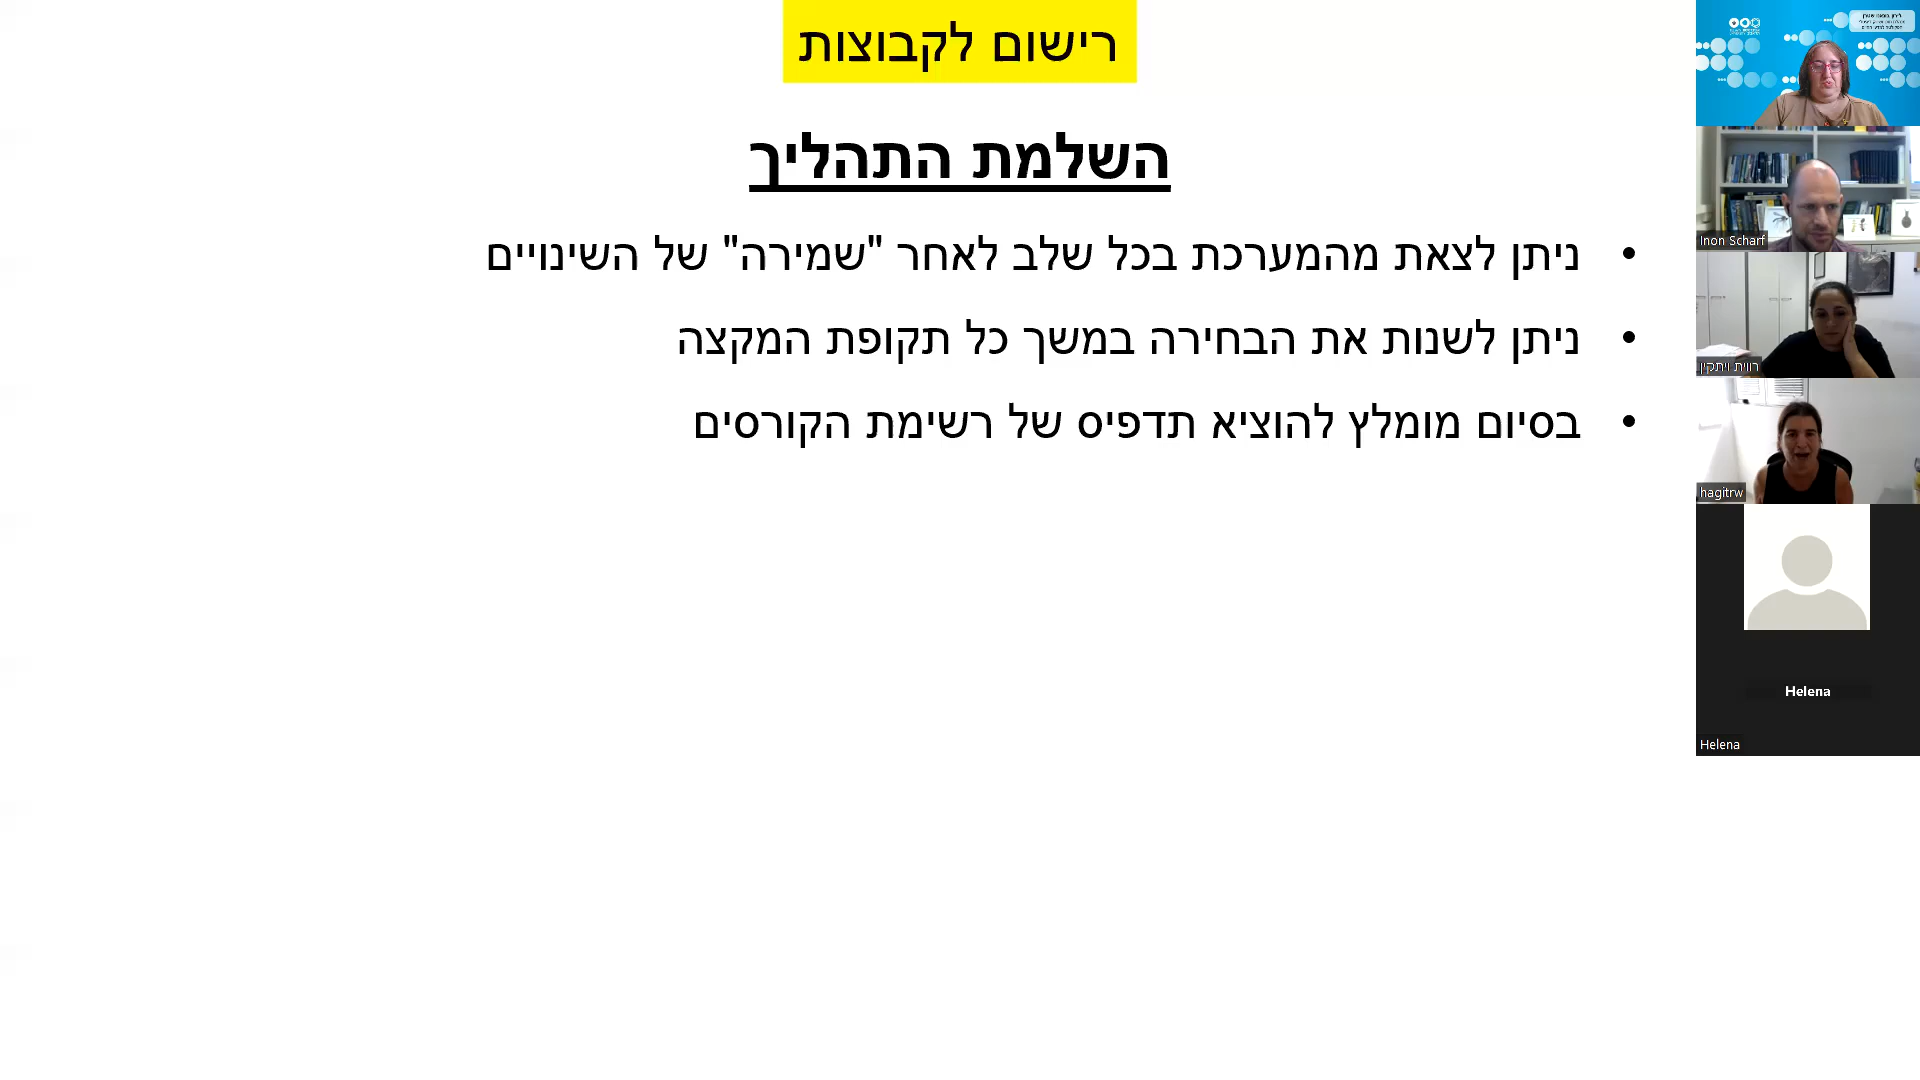 רישום לקבוצות
השלמת התהליך
• ניתן לצאת מהמערכת בכל שלב לאחר "שמירה" של השינויים
• ניתן לשנות את הבחירה במשך כל תקופת המקצה
• בסיום מומלץ להוציא תדפיס של רשימת הקורסים
Inon Scharf
רווית ויתקין
hagitrw
Helena
Helena